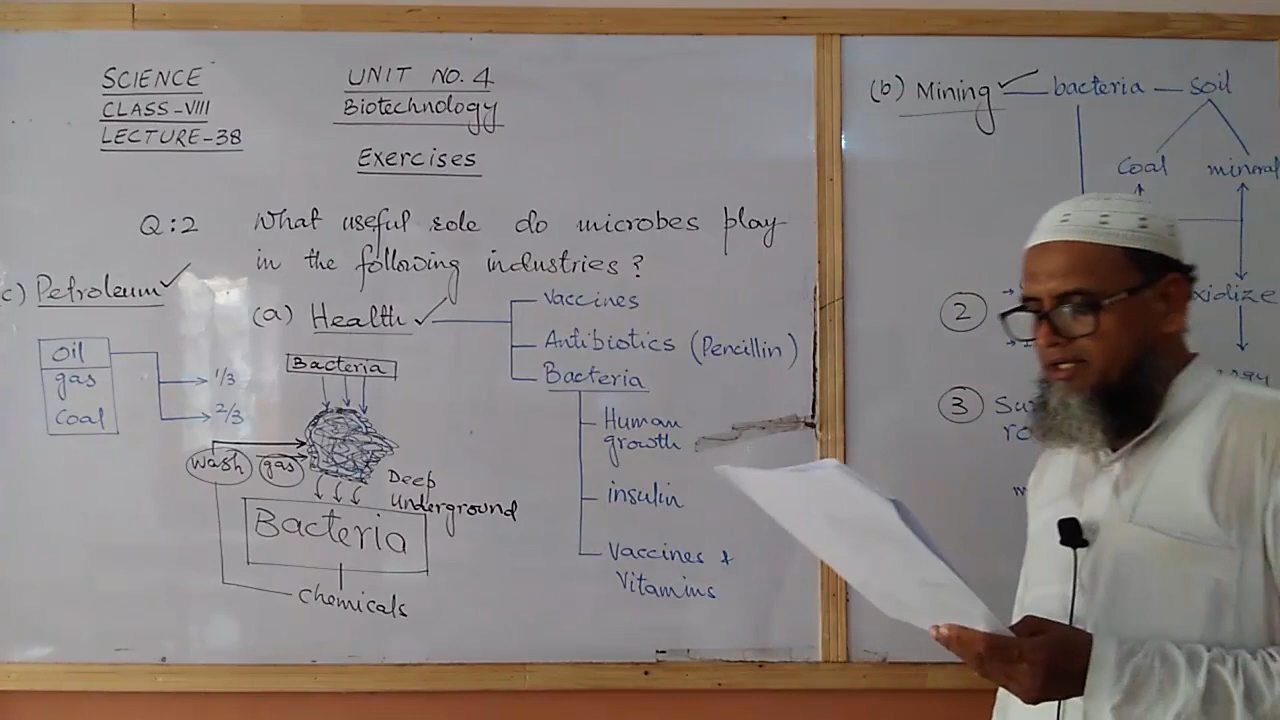 SCIENCE
CLASS-VIII
LECTURE-38
UNIT NO. 4
Biotechnology
Exercises
Q:2 What useful role do microbes play
in the following industries?
(a) Health
Vaccines
Antibiotics (Pencillin)
Bacteria
Human
growth
insulin
Vaccines +
Vitamins
c) Petroleum
Oil
gas
Coal
1/3
2/3
Bacteria
wash
gas
Deep
Underground
Bacteria
chemicals
(b) Mining bacteria - soil
Coal
mineral
2
xidize
3